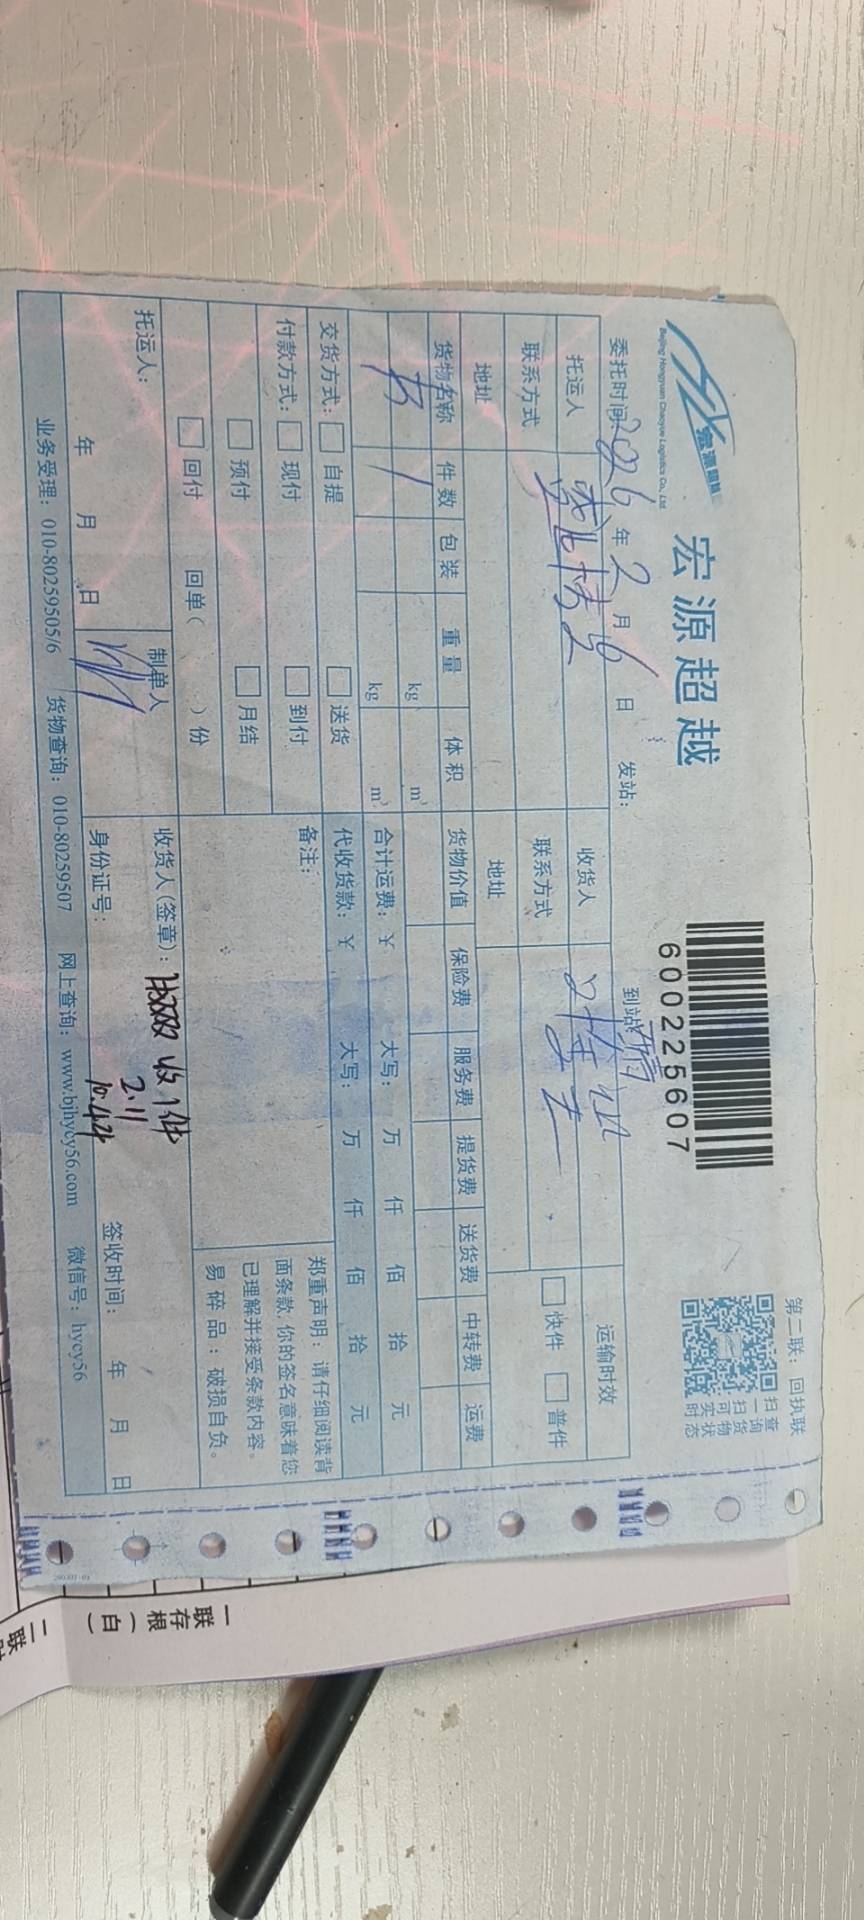 宏源超越
Beijing Hongyuan Chaoyue Logistics Co., Ltd.
宏源超越
600225607
第二联：回执联
扫一扫可实时
查询货物状态
委托时间 2026 年 2 月 6 日 发站： 到站：
托运人 收货人 运输时效
联系方式 联系方式 快件 普件
地址 地址
货物名称 件数 包装 重量 体积 货物价值 保险费 服务费 提货费 送货费 中转费 运费
kg m³
1 kg m³
合计运费：¥ 大写： 万 仟 佰 拾 元
交货方式： 自提 送货 代收货款：¥ 大写： 万 仟 佰 拾 元
付款方式： 现付 到付 备注：
预付 月结
回付 回单（ ）份
郑重声明：请仔细阅读背
面条款,你的签名意味着您
已理解并接受条款内容。
易碎品：破损自负。
托运人： 制单人 收货人(签章)： 收1件
2.11
年 月 日 身份证号： 签收时间： 年 月 日
业务受理：010-80259505/6 货物查询：010-80259507 网上查询：www.bjhycy56.com 微信号：hycy56
一联存根（白）
二联